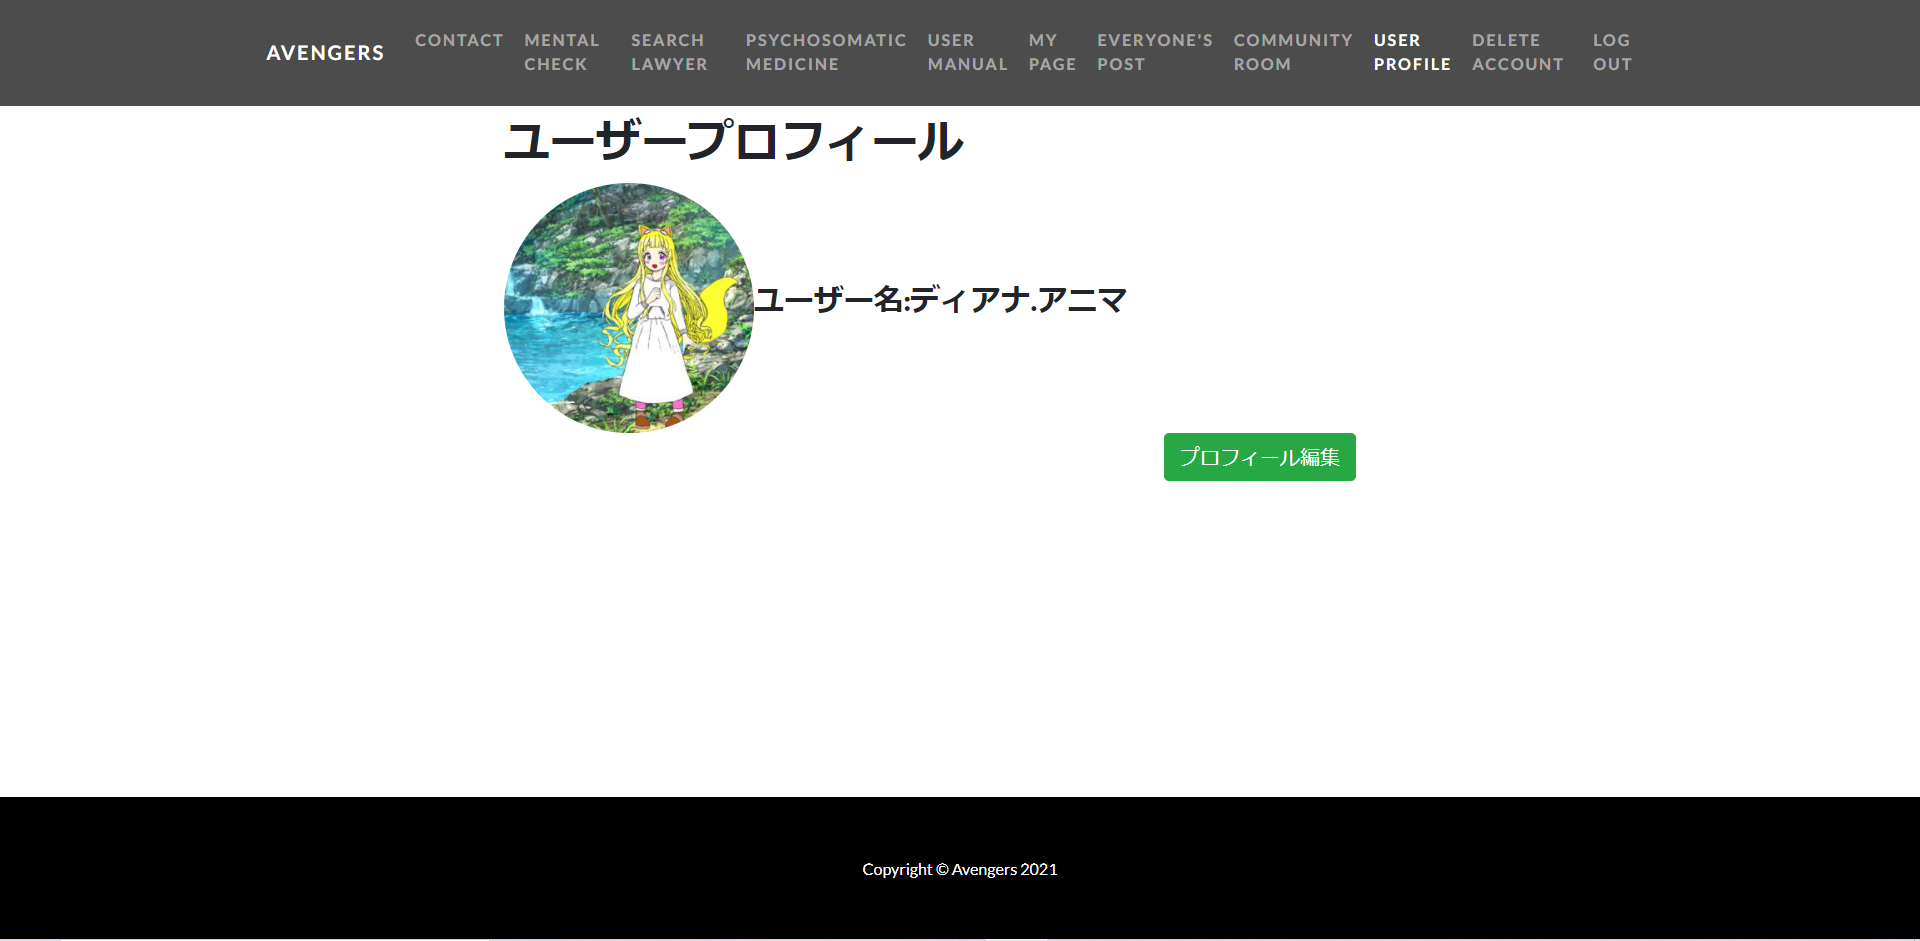 AVENGERS
CONTACT
MENTAL
CHECK
SEARCH
LAWYER
PSYCHOSOMATIC
MEDICINE
USER
MANUAL
MY
PAGE
EVERYONE'S
POST
COMMUNITY
ROOM
USER
PROFILE
DELETE
ACCOUNT
LOG
OUT
ユーザープロフィール
ユーザー名:ディアナ.アニマ
プロフィール編集
Copyright © Avengers 2021